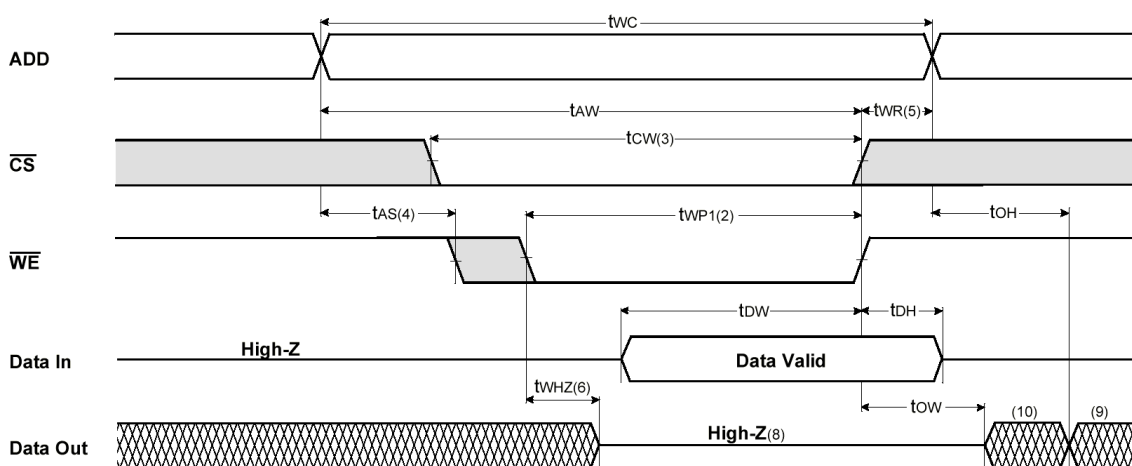 tWC
ADD
tAW
tWR(5)
tCW(3)
CS
tAS(4)
tWP1(2)
tOH
WE
tDW
tDH
High-Z
Data In
Data Valid
tWHZ(6)
tOW
(10)
(9)
High-Z(8)
Data Out